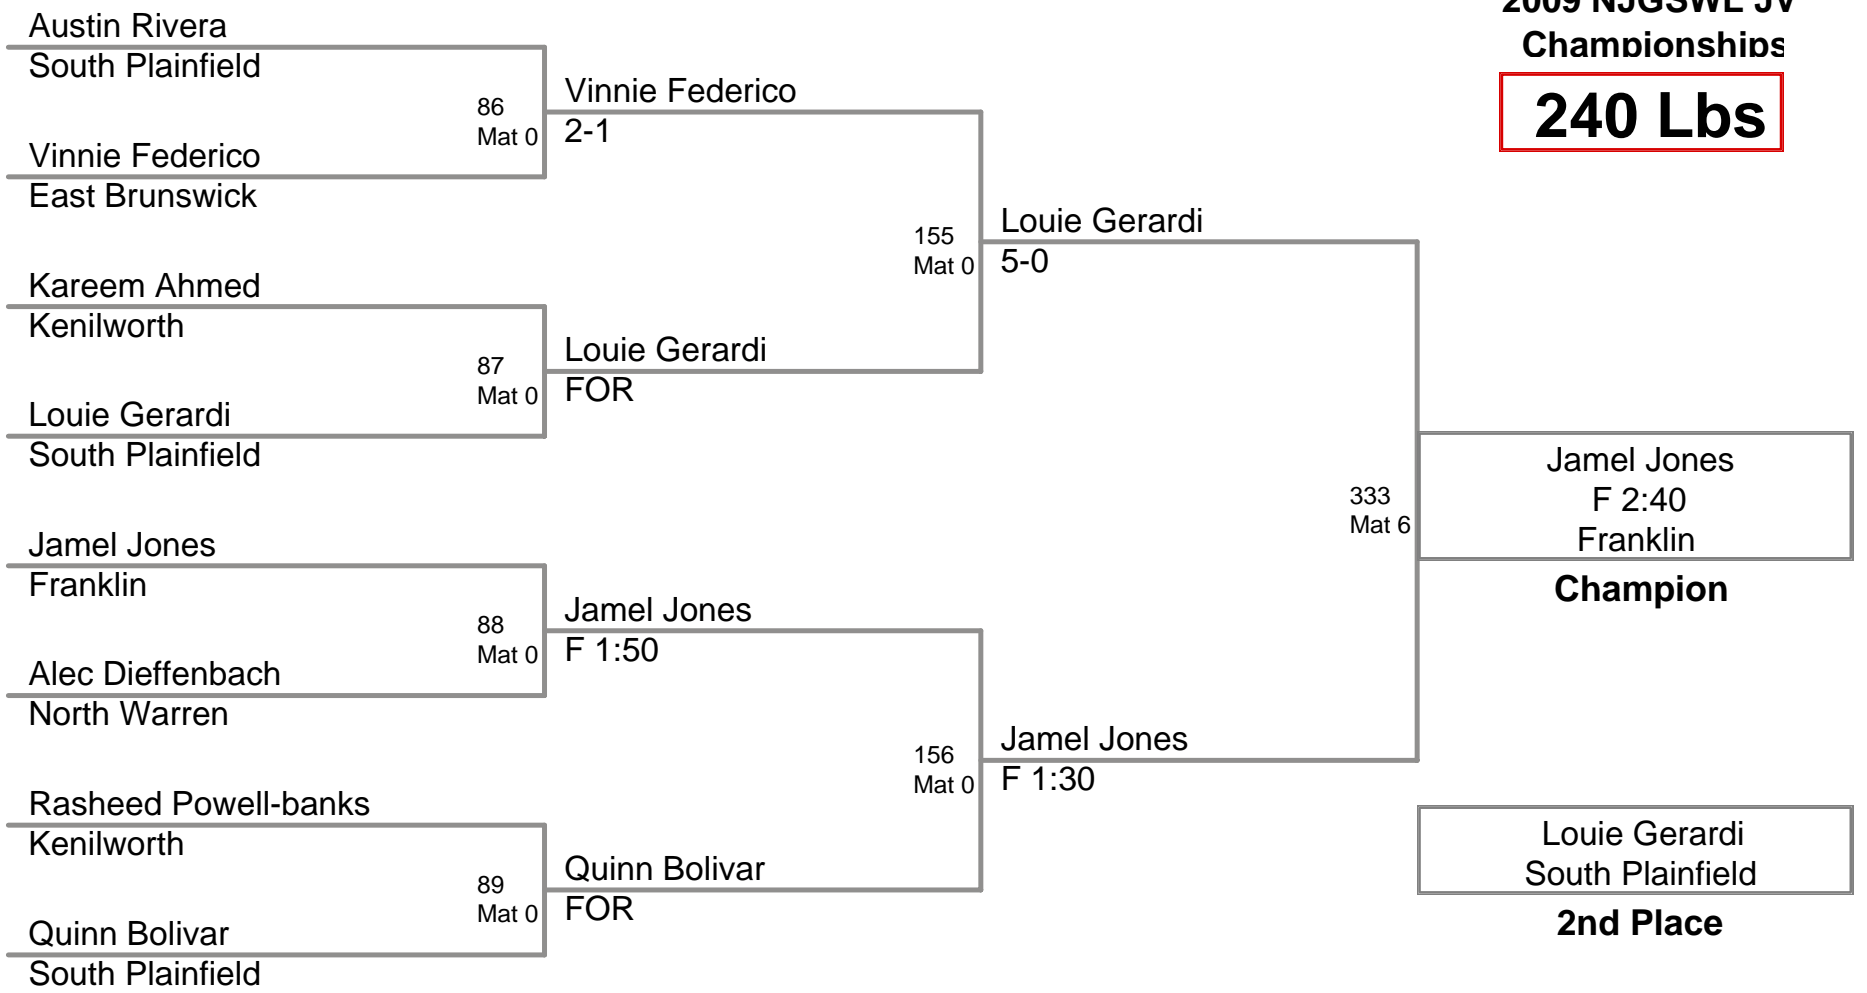 2009 NJGSWL JV
Championships
240 Lbs
Austin Rivera
South Plainfield
86
Mat 0
Vinnie Federico
East Brunswick
Vinnie Federico
2-1
Kareem Ahmed
Kenilworth
87
Mat 0
Louie Gerardi
South Plainfield
Louie Gerardi
FOR
155
Mat 0
Louie Gerardi
5-0
Jamel Jones
Franklin
88
Mat 0
Alec Dieffenbach
North Warren
Jamel Jones
F 1:50
Rasheed Powell-banks
Kenilworth
89
Mat 0
Quinn Bolivar
South Plainfield
Quinn Bolivar
FOR
156
Mat 0
Jamel Jones
F 1:30
333
Mat 6
Jamel Jones
F 2:40
Franklin
Champion
Louie Gerardi
South Plainfield
2nd Place